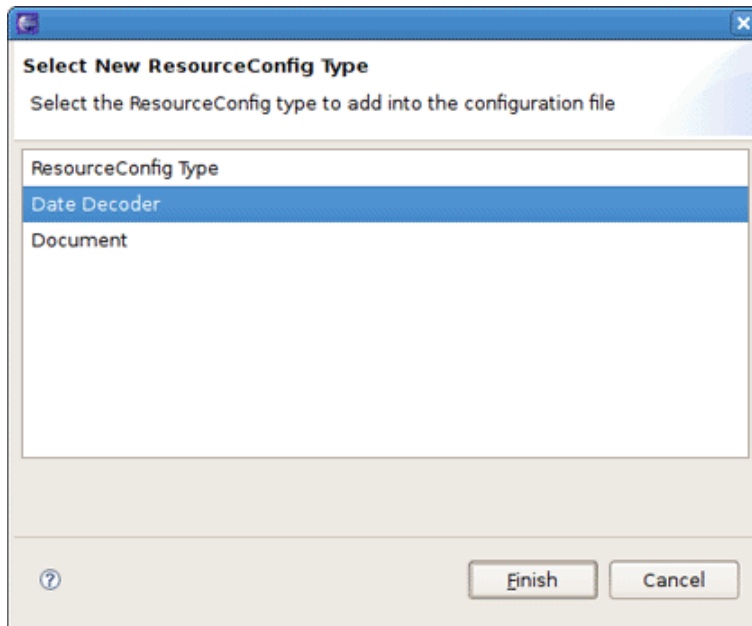 Select New ResourceConfig Type
Select the ResourceConfig type to add into the configuration file
ResourceConfig Type
Date Decoder
Document
Finish
Cancel